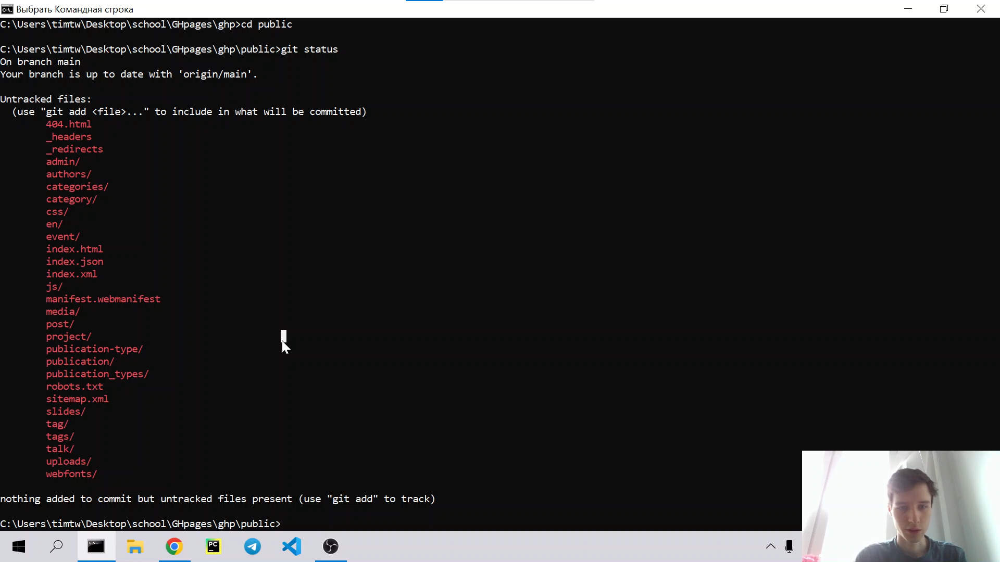 Выбрать Командная строка
C:\Users\timtw\Desktop\school\GHpages\ghp>cd public
C:\Users\timtw\Desktop\school\GHpages\ghp\public>git status
On branch main
Your branch is up to date with 'origin/main'.
Untracked files:
(use "git add <file>..." to include in what will be committed)
404.html
_headers
_redirects
admin/
authors/
categories/
category/
css/
en/
event/
index.html
index.json
index.xml
js/
manifest.webmanifest
media/
post/
project/
publication-type/
publication/
publication_types/
robots.txt
sitemap.xml
slides/
tag/
tags/
talk/
uploads/
webfonts/
nothing added to commit but untracked files present (use "git add" to track)
C:\Users\timtw\Desktop\school\GHpages\ghp\public>
PC